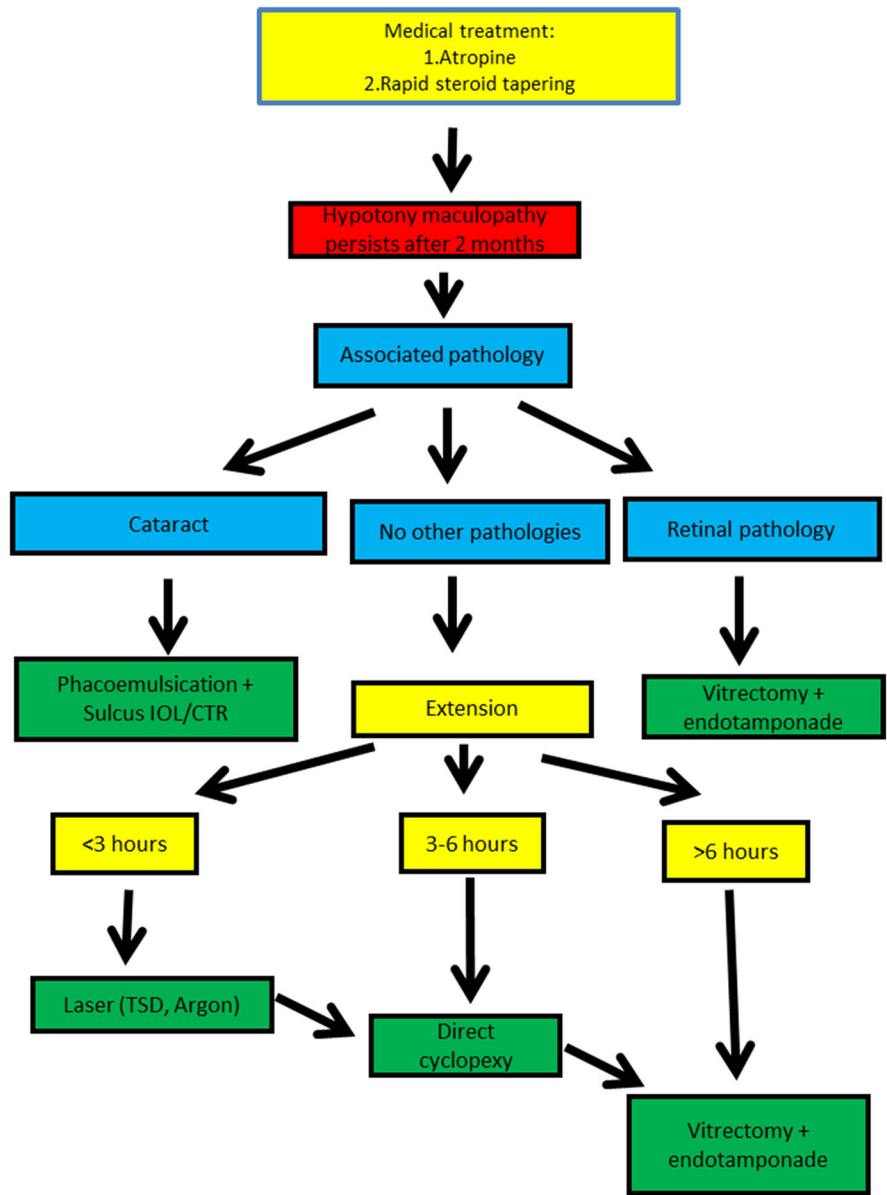 Medical treatment:
1.Atropine
2.Rapid steroid tapering
Hypotony maculopathy
persists after 2 months
Associated pathology
Cataract
No other pathologies
Retinal pathology
Phacoemulsication +
Sulcus IOL/CTR
Extension
Vitrectomy +
endotamponade
<3 hours
3-6 hours
>6 hours
Laser (TSD, Argon)
Direct
cyclopexy
Vitrectomy +
endotamponade